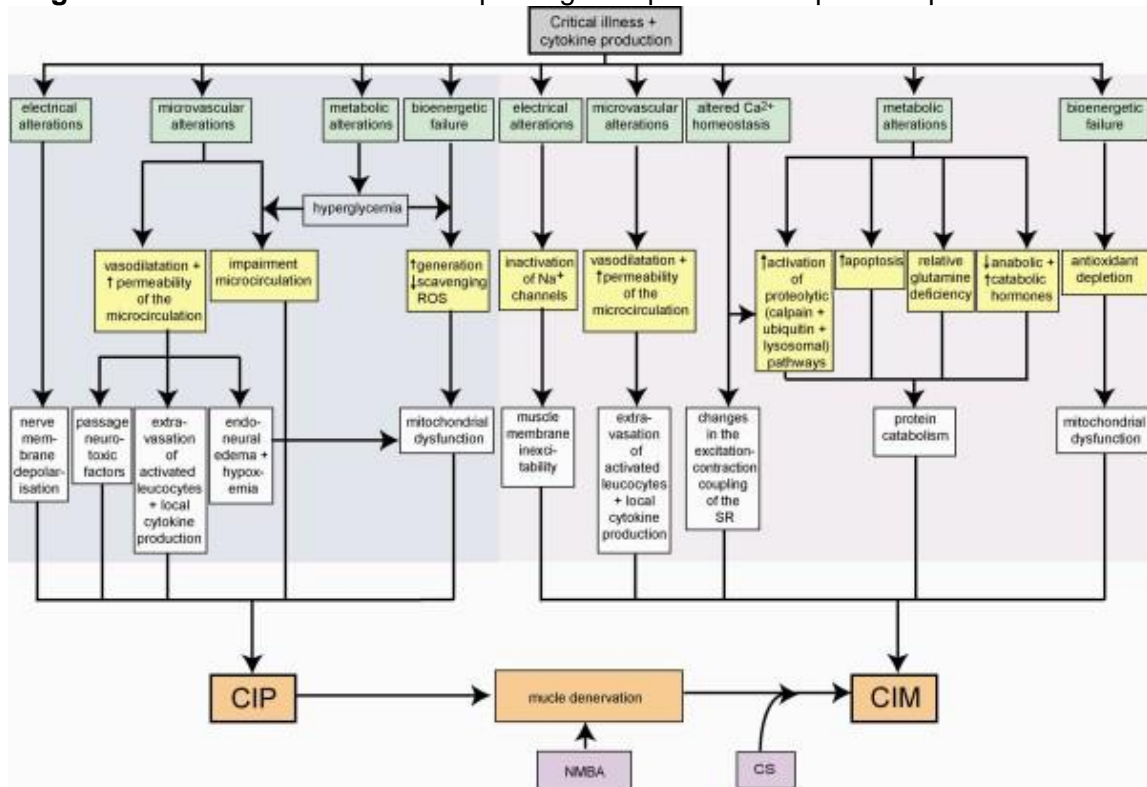 Critical illness +
cytokine production
electrical
alterations
microvascular
alterations
metabolic
alterations
bioenergetic
failure
electrical
alterations
microvascular
alterations
altered Ca2+
homeostasis
metabolic
alterations
bioenergetic
failure
hyperglycemia
vasodilatation +
↑ permeability
of the
microcirculation
impairment
microcirculation
↑generation
↓scavenging
ROS
inactivation
of Na+
channels
vasodilatation +
↑permeability
of the
microcirculation
↑activation
of
proteolytic
(calpain +
ubiquitin +
lysosomal)
pathways
↑apoptosis
relative
glutamine
deficiency
↓anabolic +
↑catabolic
hormones
antioxidant
depletion
nerve
mem-
brane
depolar-
isation
passage
neuro-
toxic
factors
extra-
vasation
of
activated
leucocytes
+ local
cytokine
production
endo-
neural
edema +
hypox-
emia
mitochondrial
dysfunction
muscle
membrane
inexci-
tability
extra-
vasation
of
activated
leucocytes
+ local
cytokine
production
changes
in the
excitation-
contraction
coupling
of the
SR
protein
catabolism
mitochondrial
dysfunction
CIP
mucle denervation
CIM
NMBA
CS